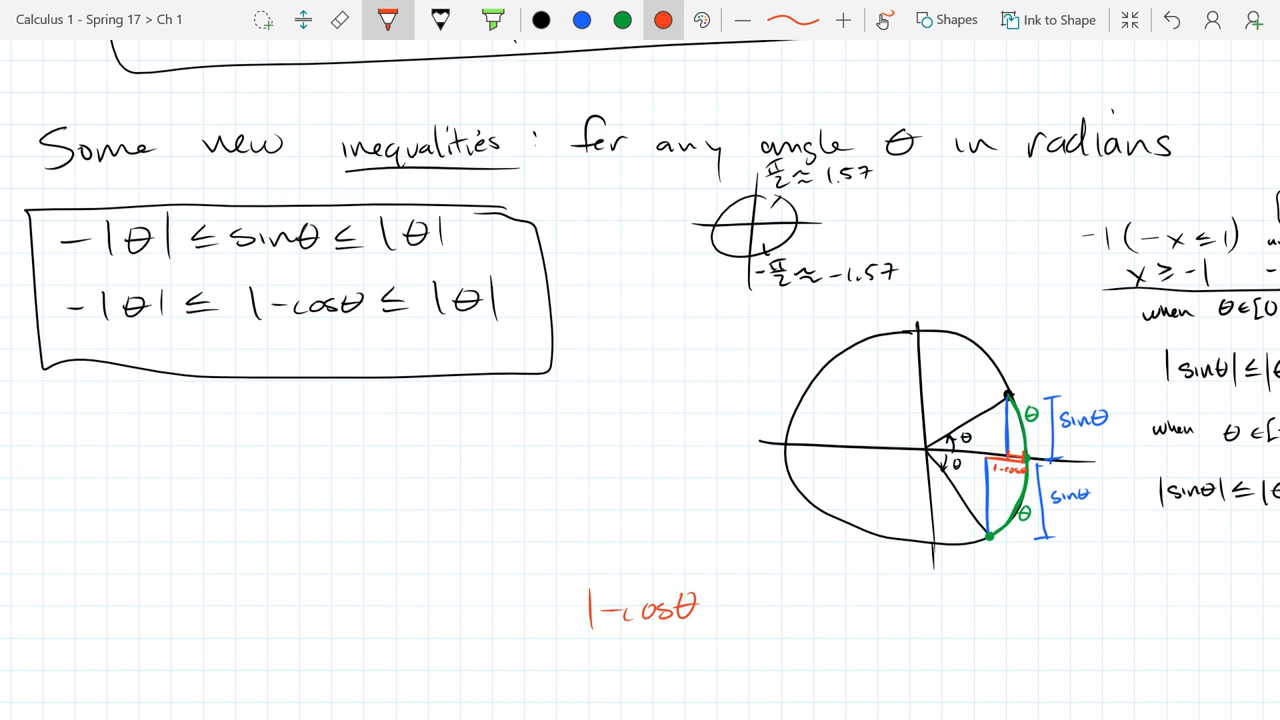 Calculus 1 - Spring 17 > Ch 1
Shapes
Ink to Shape
Some new inequalities: for any angle θ in radians
π/2 ≈ 1.57
-π/2 ≈ -1.57
-|θ| ≤ sinθ ≤ |θ|
-|θ| ≤ 1-cosθ ≤ |θ|
-1(-x ≤ 1)
x ≥ -1
when θ∈[0
|sinθ| ≤ |θ
when θ∈[-
|sinθ| ≤ |θ
θ
sinθ
θ
1-cosθ
θ
sinθ
θ
1-cosθ